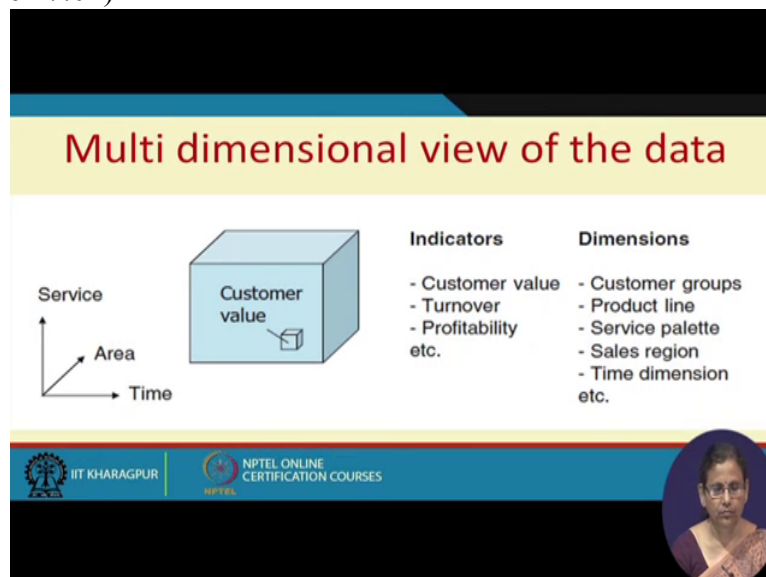 Multi dimensional view of the data
Service
Area
Time
Customer
value
Indicators
- Customer value
- Turnover
- Profitability
etc.
Dimensions
- Customer groups
- Product line
- Service palette
- Sales region
- Time dimension
etc.
IIT KHARAGPUR
NPTEL
NPTEL ONLINE
CERTIFICATION COURSES